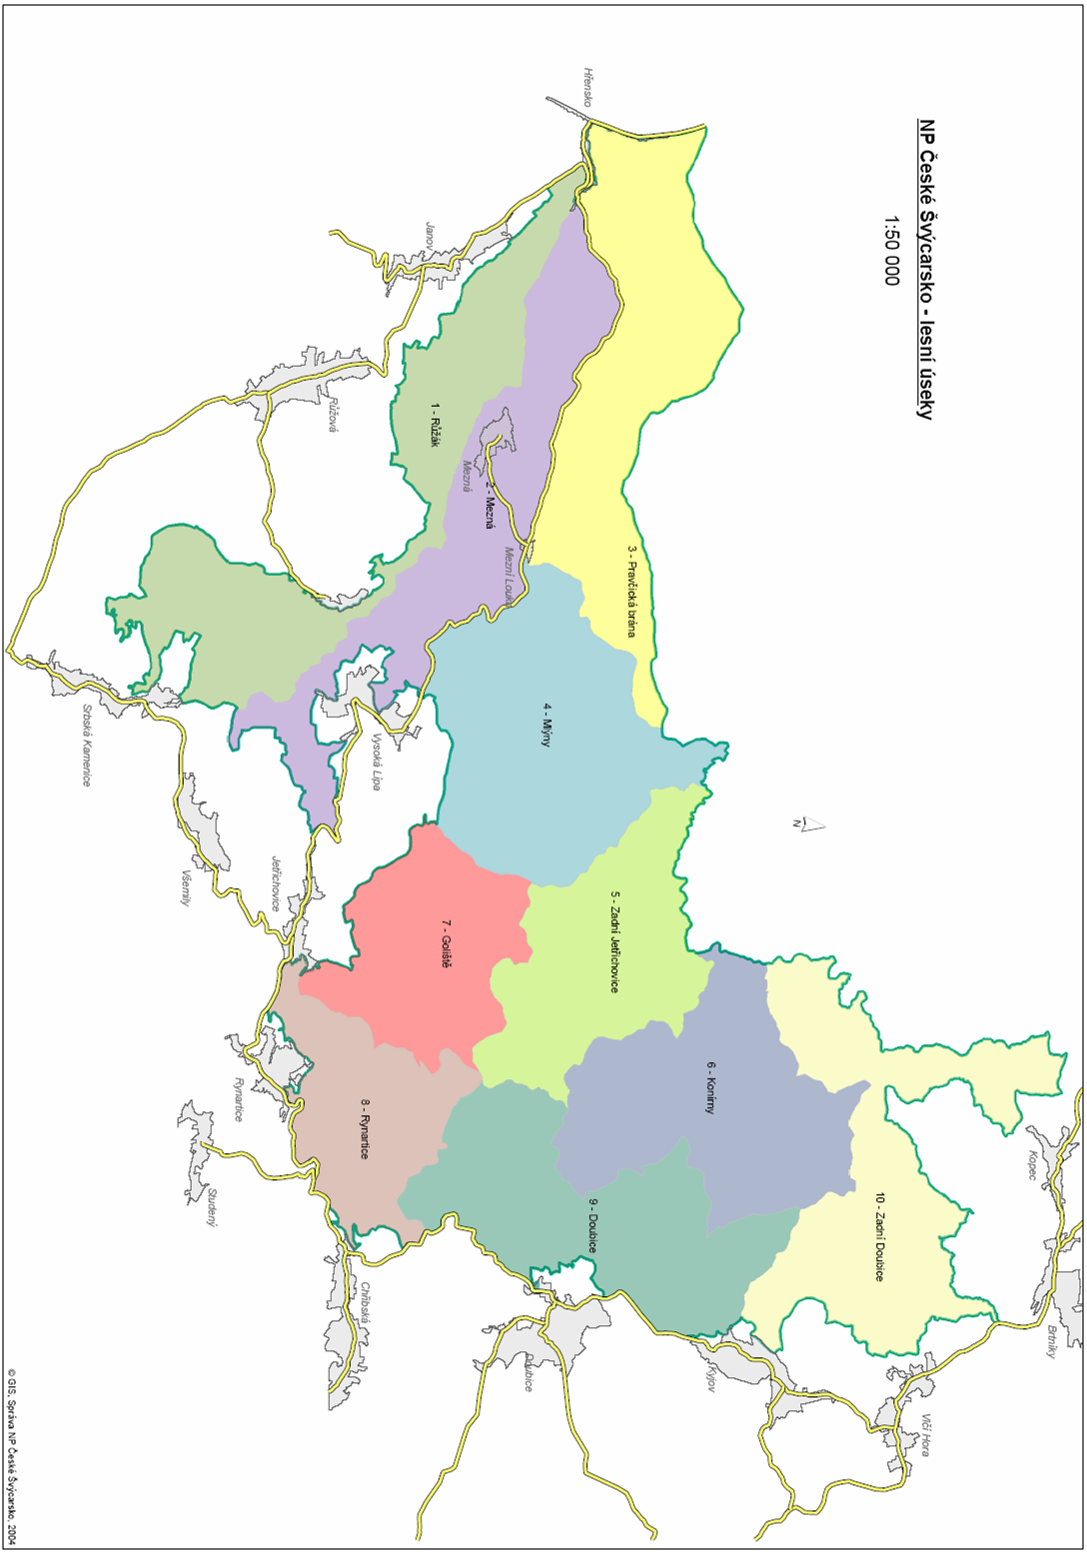 NP České Švýcarsko - lesní úseky
1:50 000
Hřensko
Janov
Růžová
1 - Růžák
Mezná
2 - Mezná
Mezní Louka
3 - Pravčická brána
4 - Mlýny
Vysoká Lípa
Srbská Kamenice
Všemily
Jetřichovice
N
5 - Zadní Jetřichovice
7 - Goliště
6 - Konírny
8 - Rynartice
Rynartice
Studený
9 - Doubice
10 - Zadní Doubice
Kopec
Brtníky
Chřibská
Doubice
Kyjov
Vlčí Hora
© GIS, Správa NP České Švýcarsko, 2004